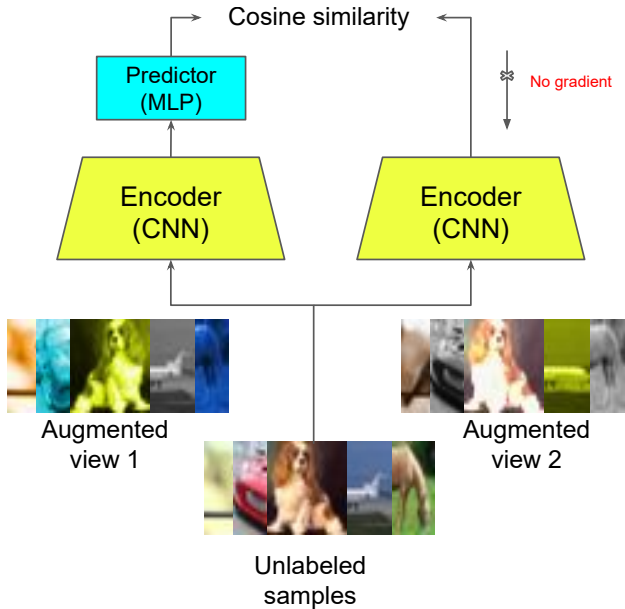 Cosine similarity
Predictor
(MLP)
No gradient
Encoder
(CNN)
Encoder
(CNN)
Augmented
view 1
Augmented
view 2
Unlabeled
samples